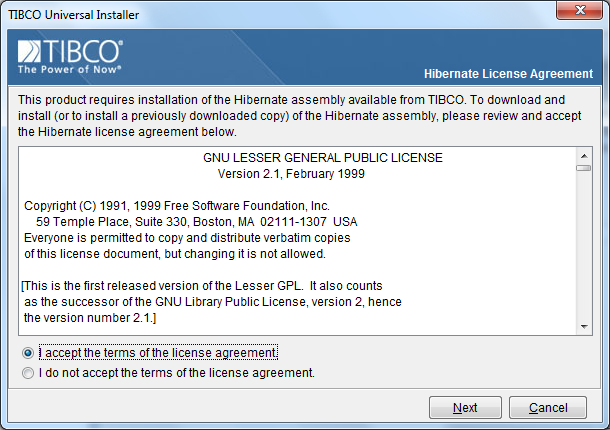 TIBCO Universal Installer
TIBCO®
The Power of Now®
Hibernate License Agreement
This product requires installation of the Hibernate assembly available from TIBCO. To download and
install (or to install a previously downloaded copy) of the Hibernate assembly, please review and accept
the Hibernate license agreement below.
GNU LESSER GENERAL PUBLIC LICENSE
Version 2.1, February 1999
Copyright (C) 1991, 1999 Free Software Foundation, Inc.
59 Temple Place, Suite 330, Boston, MA  02111-1307  USA
Everyone is permitted to copy and distribute verbatim copies
of this license document, but changing it is not allowed.
[This is the first released version of the Lesser GPL.  It also counts
as the successor of the GNU Library Public License, version 2, hence
the version number 2.1.]
I accept the terms of the license agreement.
I do not accept the terms of the license agreement.
Next
Cancel